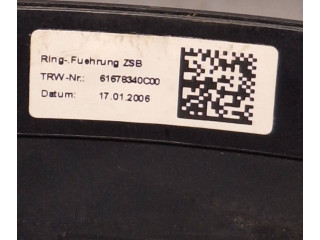 Ring-.Fuehrung ZSB
TRW-Nr.: 61678340C00
Datum: 17.01.2006